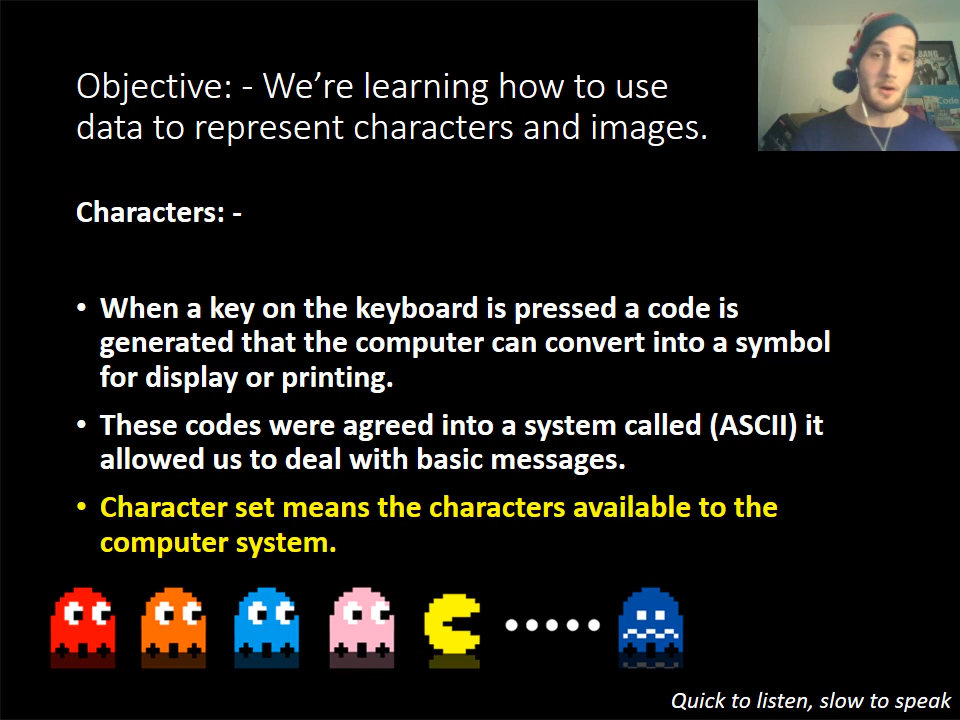 Objective: - We’re learning how to use
data to represent characters and images.
Characters: -
• When a key on the keyboard is pressed a code is
generated that the computer can convert into a symbol
for display or printing.
• These codes were agreed into a system called (ASCII) it
allowed us to deal with basic messages.
• Character set means the characters available to the
computer system.
Quick to listen, slow to speak